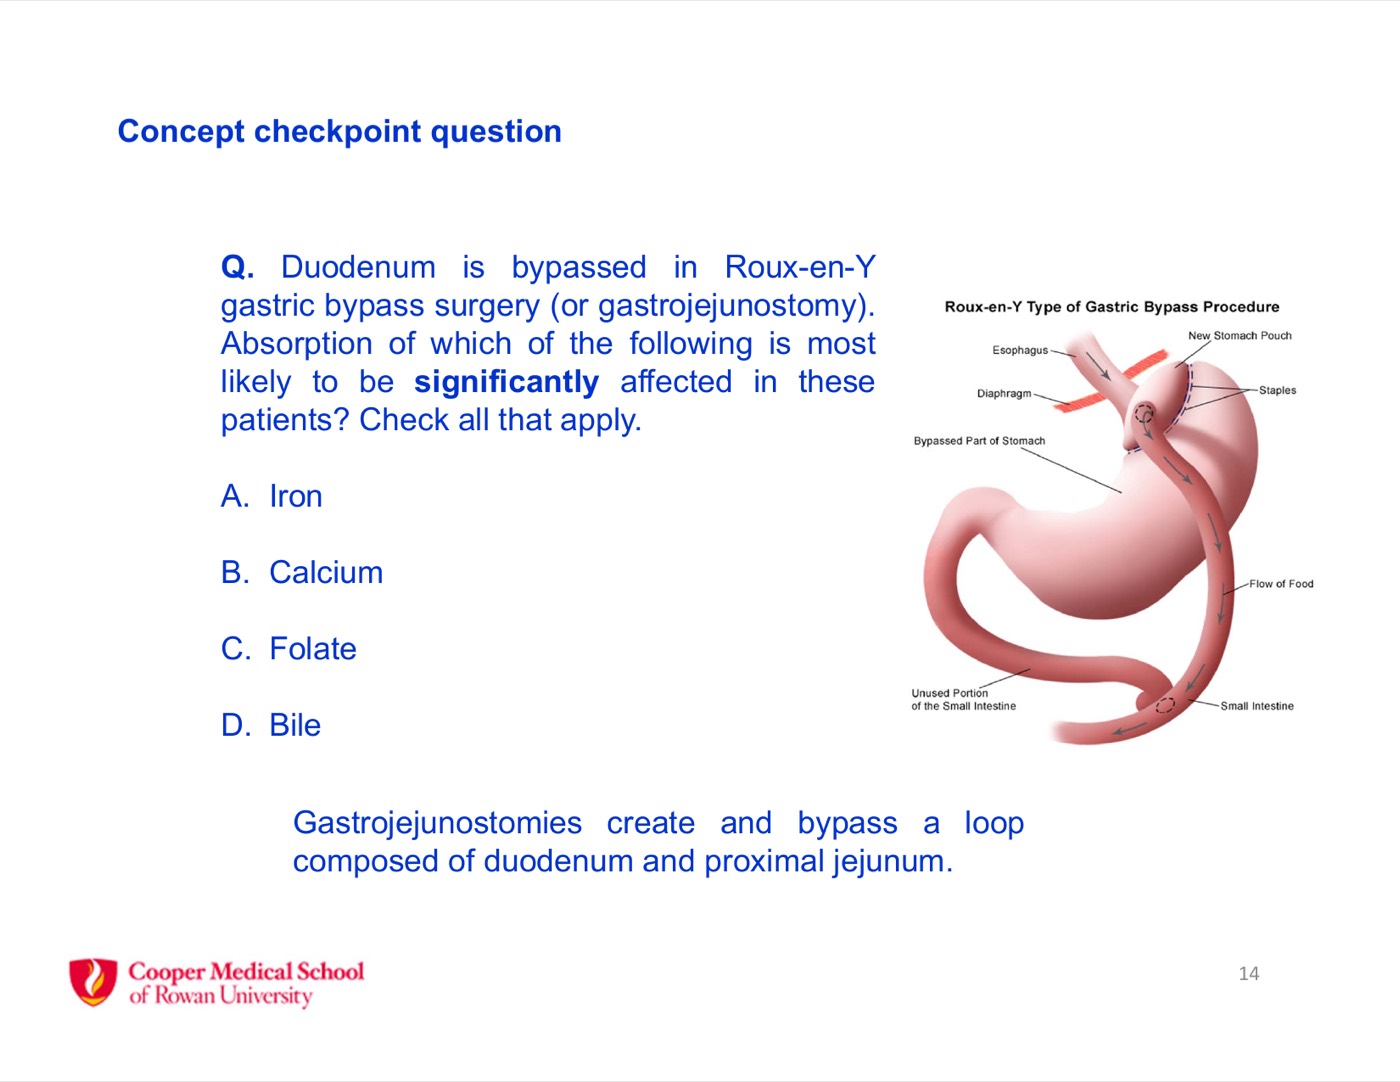 Concept checkpoint question
Q. Duodenum is bypassed in Roux-en-Y
gastric bypass surgery (or gastrojejunostomy).
Absorption of which of the following is most
likely to be significantly affected in these
patients? Check all that apply.
A. Iron
B. Calcium
C. Folate
D. Bile
Roux-en-Y Type of Gastric Bypass Procedure
New Stomach Pouch
Esophagus
Staples
Diaphragm
Bypassed Part of Stomach
Flow of Food
Unused Portion
of the Small Intestine
Small Intestine
Gastrojejunostomies create and bypass a loop
composed of duodenum and proximal jejunum.
Cooper Medical School
of Rowan University
14